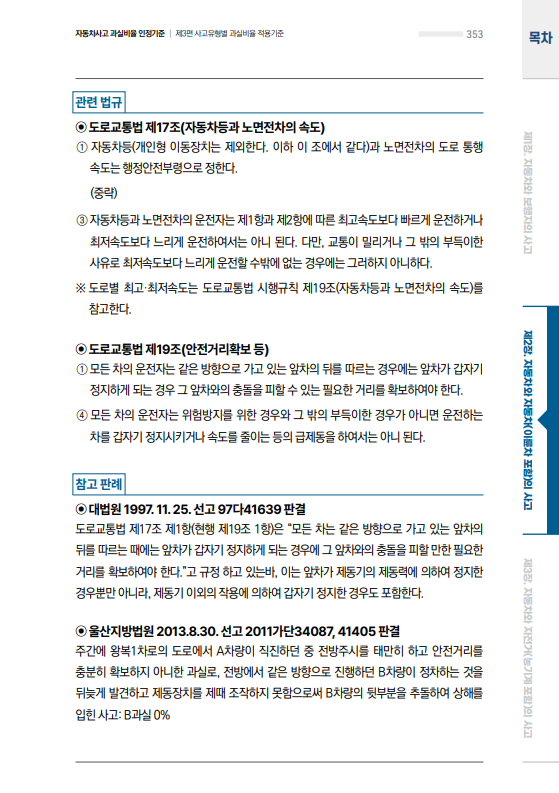 자동차사고 과실비율 인정기준 | 제3편 사고유형별 과실비율 적용기준
353
목차
관련 법규
◉ 도로교통법 제17조(자동차등과 노면전차의 속도)
① 자동차등(개인형 이동장치는 제외한다. 이하 이 조에서 같다)과 노면전차의 도로 통행
속도는 행정안전부령으로 정한다.
(중략)
③ 자동차등과 노면전차의 운전자는 제1항과 제2항에 따른 최고속도보다 빠르게 운전하거나
최저속도보다 느리게 운전하여서는 아니 된다. 다만, 교통이 밀리거나 그 밖의 부득이한
사유로 최저속도보다 느리게 운전할 수밖에 없는 경우에는 그러하지 아니하다.
※ 도로별 최고·최저속도는 도로교통법 시행규칙 제19조(자동차등과 노면전차의 속도)를
참고한다.
◉ 도로교통법 제19조(안전거리확보 등)
① 모든 차의 운전자는 같은 방향으로 가고 있는 앞차의 뒤를 따르는 경우에는 앞차가 갑자기
정지하게 되는 경우 그 앞차와의 충돌을 피할 수 있는 필요한 거리를 확보하여야 한다.
④ 모든 차의 운전자는 위험방지를 위한 경우와 그 밖의 부득이한 경우가 아니면 운전하는
차를 갑자기 정지시키거나 속도를 줄이는 등의 급제동을 하여서는 아니 된다.
참고 판례
◉ 대법원 1997. 11. 25. 선고 97다41639 판결
도로교통법 제17조 제1항(현행 제19조 1항)은 “모든 차는 같은 방향으로 가고 있는 앞차의
뒤를 따르는 때에는 앞차가 갑자기 정지하게 되는 경우에 그 앞차와의 충돌을 피할 만한 필요한
거리를 확보하여야 한다.”고 규정 하고 있는바, 이는 앞차가 제동기의 제동력에 의하여 정지한
경우뿐만 아니라, 제동기 이외의 작용에 의하여 갑자기 정지한 경우도 포함한다.
◉ 울산지방법원 2013.8.30. 선고 2011가단34087, 41405 판결
주간에 왕복1차로의 도로에서 A차량이 직진하던 중 전방주시를 태만히 하고 안전거리를
충분히 확보하지 아니한 과실로, 전방에서 같은 방향으로 진행하던 B차량이 정차하는 것을
뒤늦게 발견하고 제동장치를 제때 조작하지 못함으로써 B차량의 뒷부분을 추돌하여 상해를
입힌 사고: B과실 0%
제1장. 자동차와 보행자의 사고
제2장. 자동차와 자동차(이륜차 포함)의 사고
제3장. 자동차와 자전거(농기계 포함)의 사고